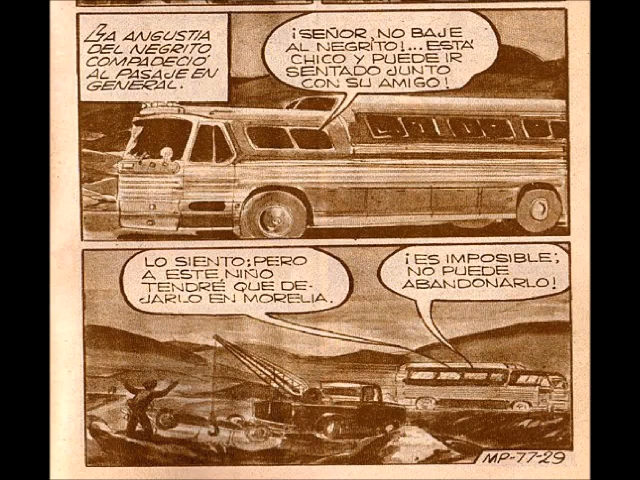 LA ANGUSTIA
DEL NEGRITO
COMPADECIÓ
AL PASAJE EN
GENERAL.
¡SEÑOR, NO BAJE
AL NEGRITO!... ESTÁ
CHICO Y PUEDE IR
SENTADO JUNTO
CON SU AMIGO!
LO SIENTO; PERO
A ESTE NIÑO
TENDRÉ QUE DE-
JARLO EN MORELIA.
¡ES IMPOSIBLE;
NO PUEDE
ABANDONARLO!
MP-77-29